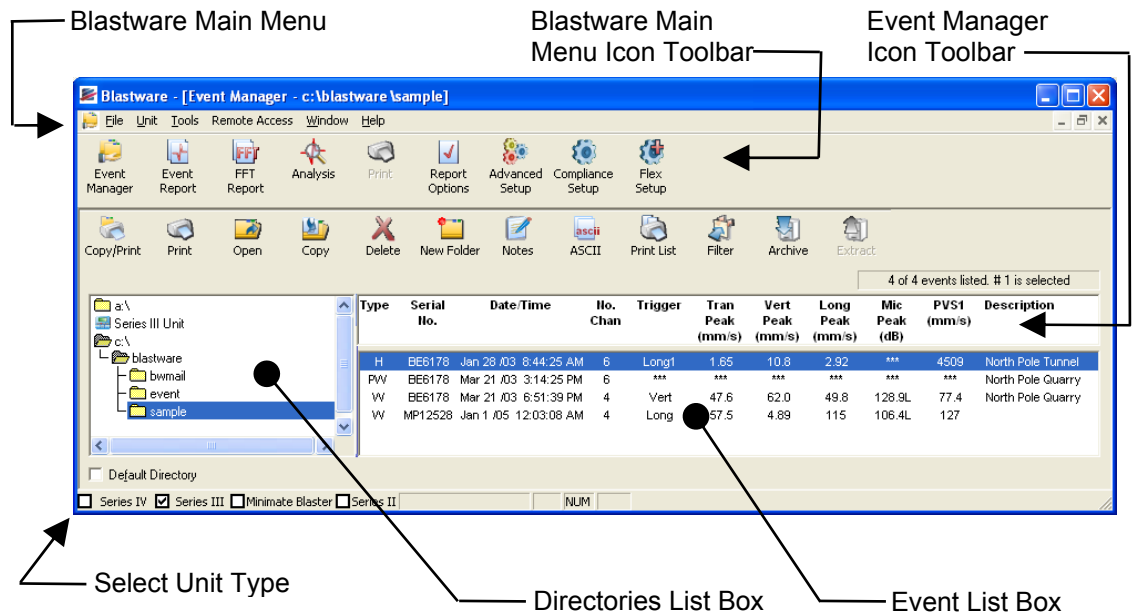 Blastware Main Menu
Blastware Main
Menu Icon Toolbar
Event Manager
Icon Toolbar
Blastware - [Event Manager - c:\blastware\sample]
File Unit Tools Remote Access Window Help
Event Manager
Event Report
FFT Report
Analysis
Print
Report Options
Advanced Setup
Compliance Setup
Flex Setup
Copy/Print Print Open Copy Delete New Folder Notes ASCII Print List Filter Archive Extract
4 of 4 events listed. # 1 is selected
a:\
Series III Unit
c:\
blastware
bwmail
event
sample
Type Serial No. Date/Time No. Chan Trigger Tran Peak (mm/s) Vert Peak (mm/s) Long Peak (mm/s) Mic Peak (dB) PVS1 (mm/s) Description
H BE6178 Jan 28 /03 8:44:25 AM 6 Long1 1.65 10.8 2.92 *** 4509 North Pole Tunnel
PW BE6178 Mar 21 /03 3:14:25 PM 6 *** *** *** *** *** *** North Pole Quarry
W BE6178 Mar 21 /03 6:51:39 PM 4 Vert 47.6 62.0 49.8 128.9L 77.4 North Pole Quarry
W MP12528 Jan 1 /05 12:03:08 AM 4 Long 57.5 4.89 115 106.4L 127
Default Directory
Series IV Series III Minimate Blaster Series II NUM
Select Unit Type
Directories List Box
Event List Box